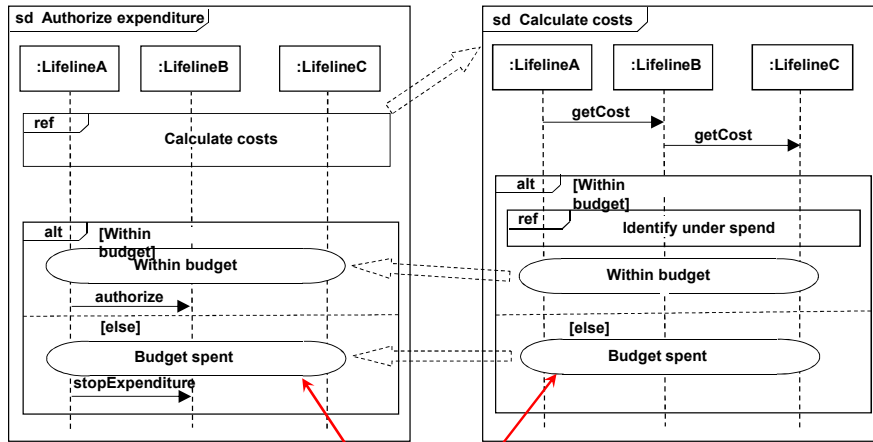 sd Authorize expenditure
:LifelineA
:LifelineB
:LifelineC
ref
Calculate costs
alt
[Within
budget]
Within budget
authorize
[else]
Budget spent
stopExpenditure
sd Calculate costs
:LifelineA
:LifelineB
:LifelineC
getCost
getCost
alt
[Within
budget]
ref
Identify under spend
Within budget
[else]
Budget spent